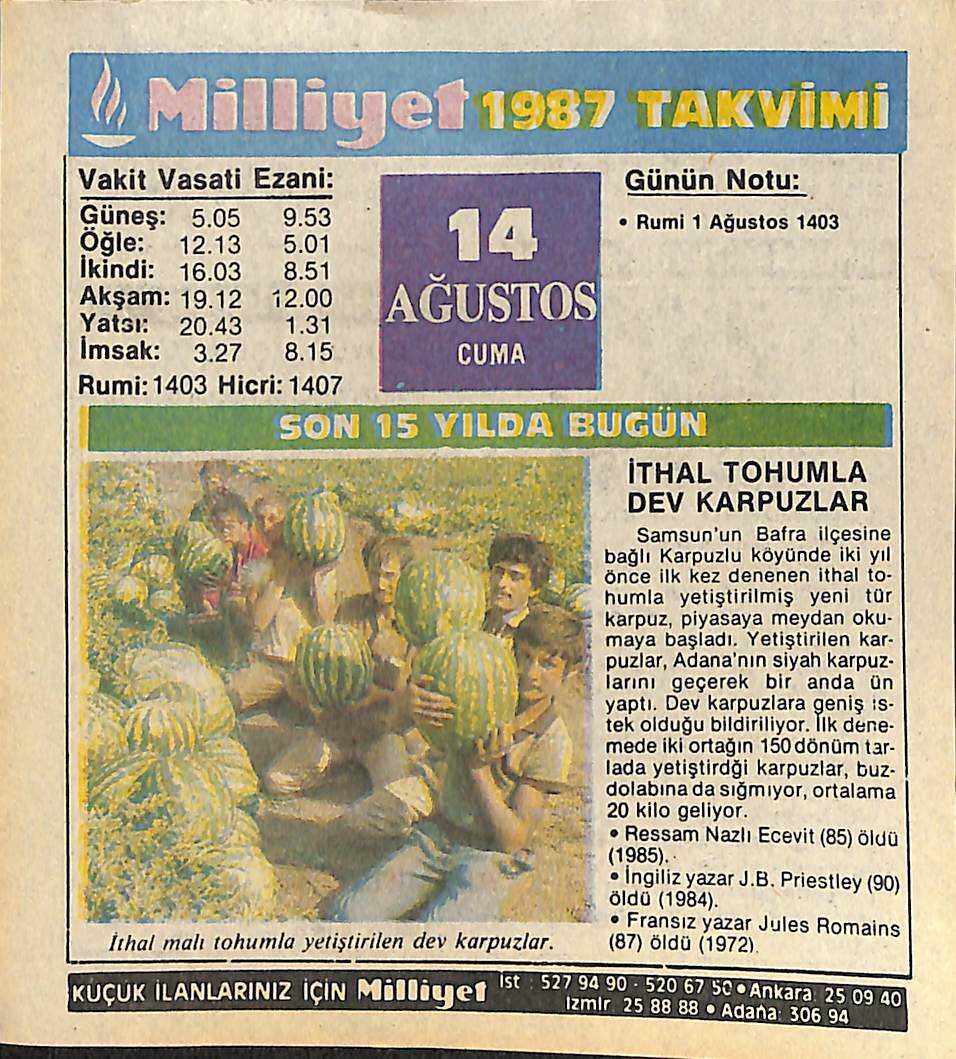 Milliyet 1987 TAKVİMİ
Vakit Vasati Ezani:
Güneş: 5.05 9.53
Öğle: 12.13 5.01
İkindi: 16.03 8.51
Akşam: 19.12 12.00
Yatsı: 20.43 1.31
İmsak: 3.27 8.15
Rumi: 1403 Hicri: 1407
14
AĞUSTOS
CUMA
Günün Notu:
• Rumi 1 Ağustos 1403
SON 15 YILDA BUGÜN
İTHAL TOHUMLA
DEV KARPUZLAR
Samsun'un Bafra ilçesine
bağlı Karpuzlu köyünde iki yıl
önce ilk kez denenen ithal to-
humla yetiştirilmiş yeni tür
karpuz, piyasaya meydan oku-
maya başladı. Yetiştirilen kar-
puzlar, Adana'nın siyah karpuz-
larını geçerek bir anda ün
yaptı. Dev karpuzlara geniş is-
tek olduğu bildiriliyor. İlk dene-
mede iki ortağın 150 dönüm tar-
lada yetiştirdği karpuzlar, buz-
dolabına da sığmıyor, ortalama
20 kilo geliyor.
• Ressam Nazlı Ecevit (85) öldü
(1985).
• İngiliz yazar J.B. Priestley (90)
öldü (1984).
• Fransız yazar Jules Romains
(87) öldü (1972).
İthal malı tohumla yetiştirilen dev karpuzlar.
KÜÇÜK İLANLARINIZ İÇİN Milliyet
İst : 527 94 90 - 520 67 50 • Ankara: 25 09 40
İzmir 25 88 88 • Adana: 306 94